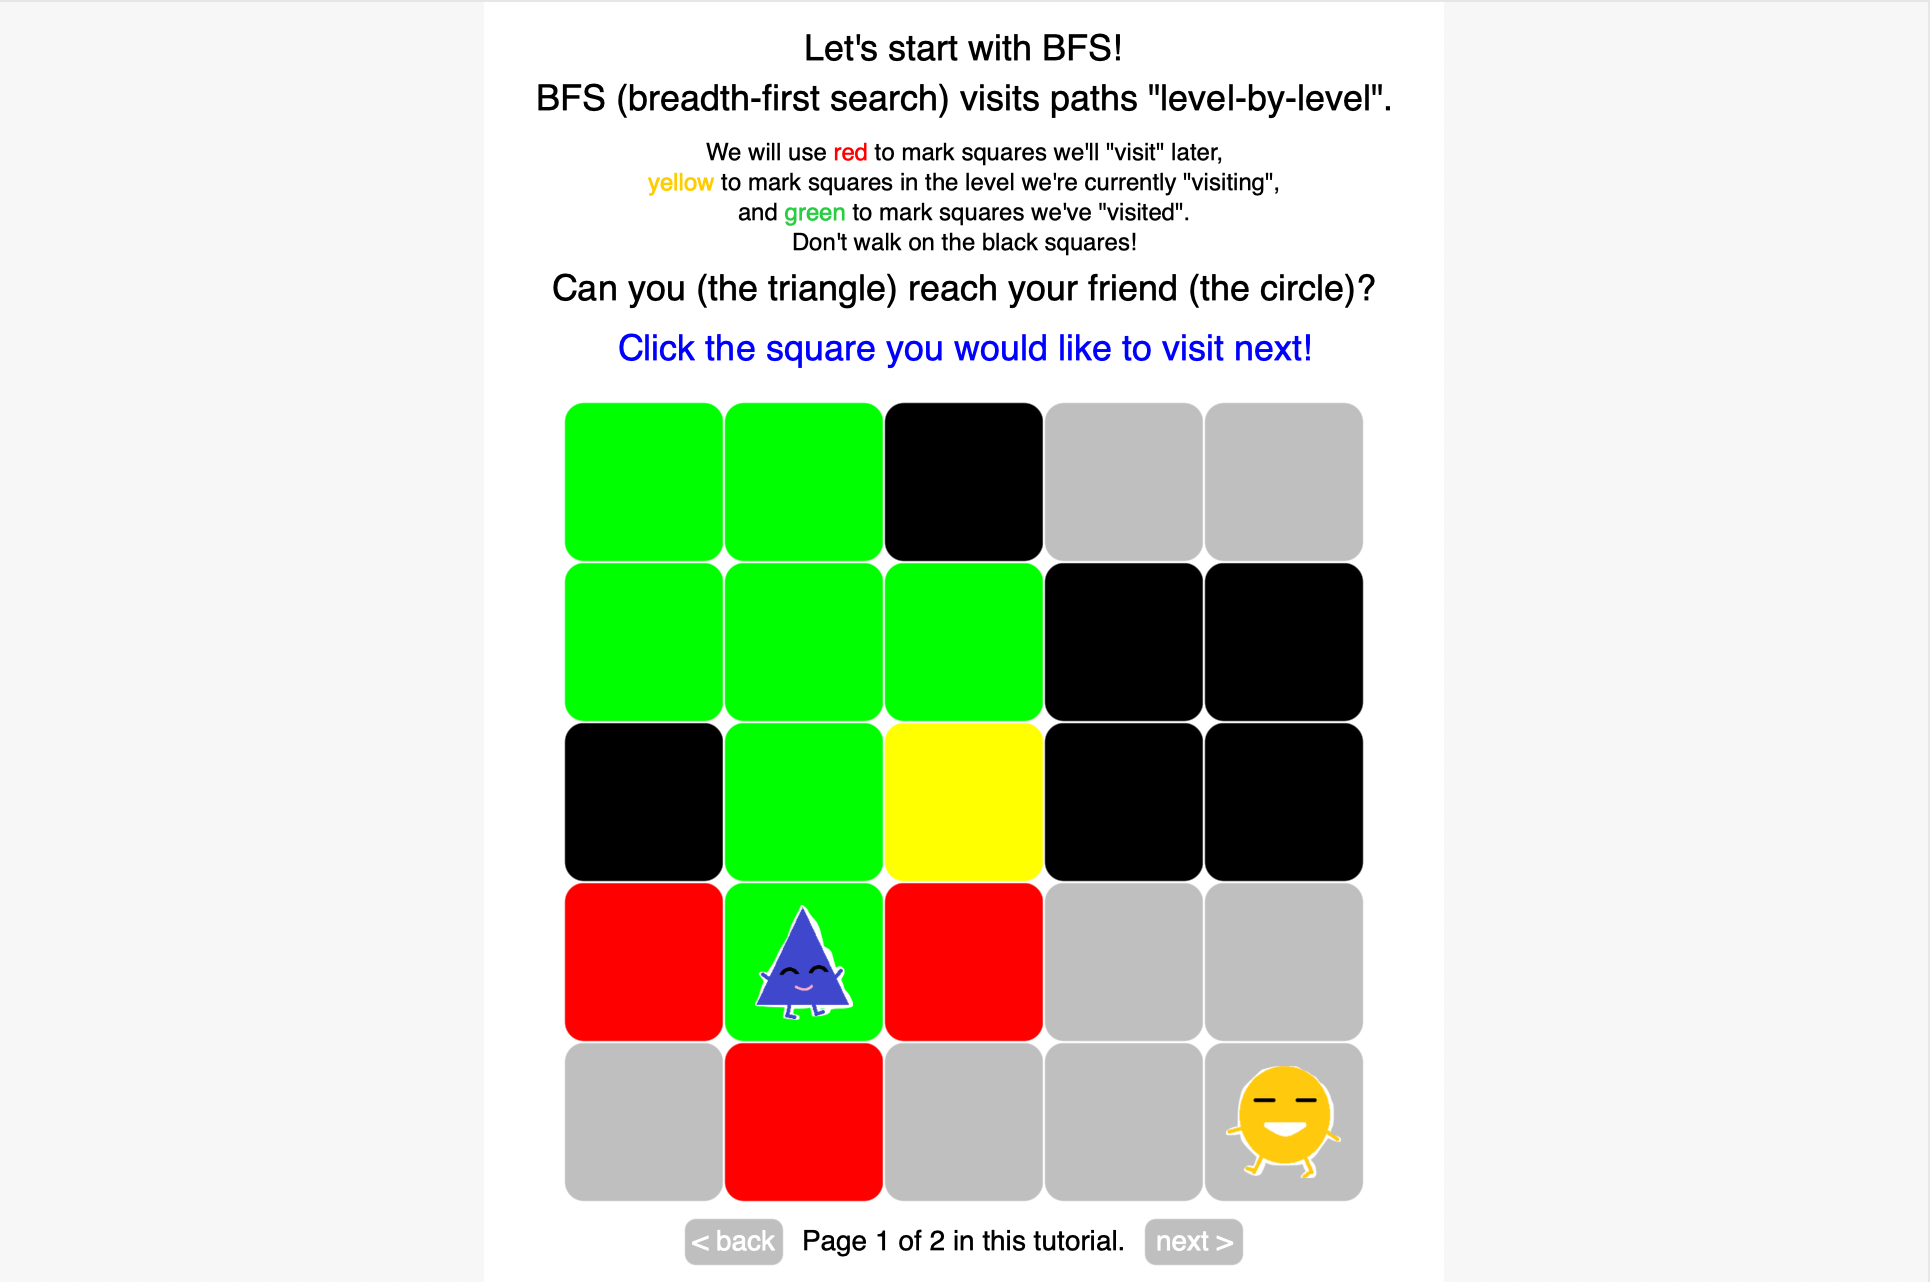 Let's start with BFS!
BFS (breadth-first search) visits paths "level-by-level".
We will use red to mark squares we'll "visit" later,
yellow to mark squares in the level we're currently "visiting",
and green to mark squares we've "visited".
Don't walk on the black squares!
Can you (the triangle) reach your friend (the circle)?
Click the square you would like to visit next!
< back Page 1 of 2 in this tutorial. next >